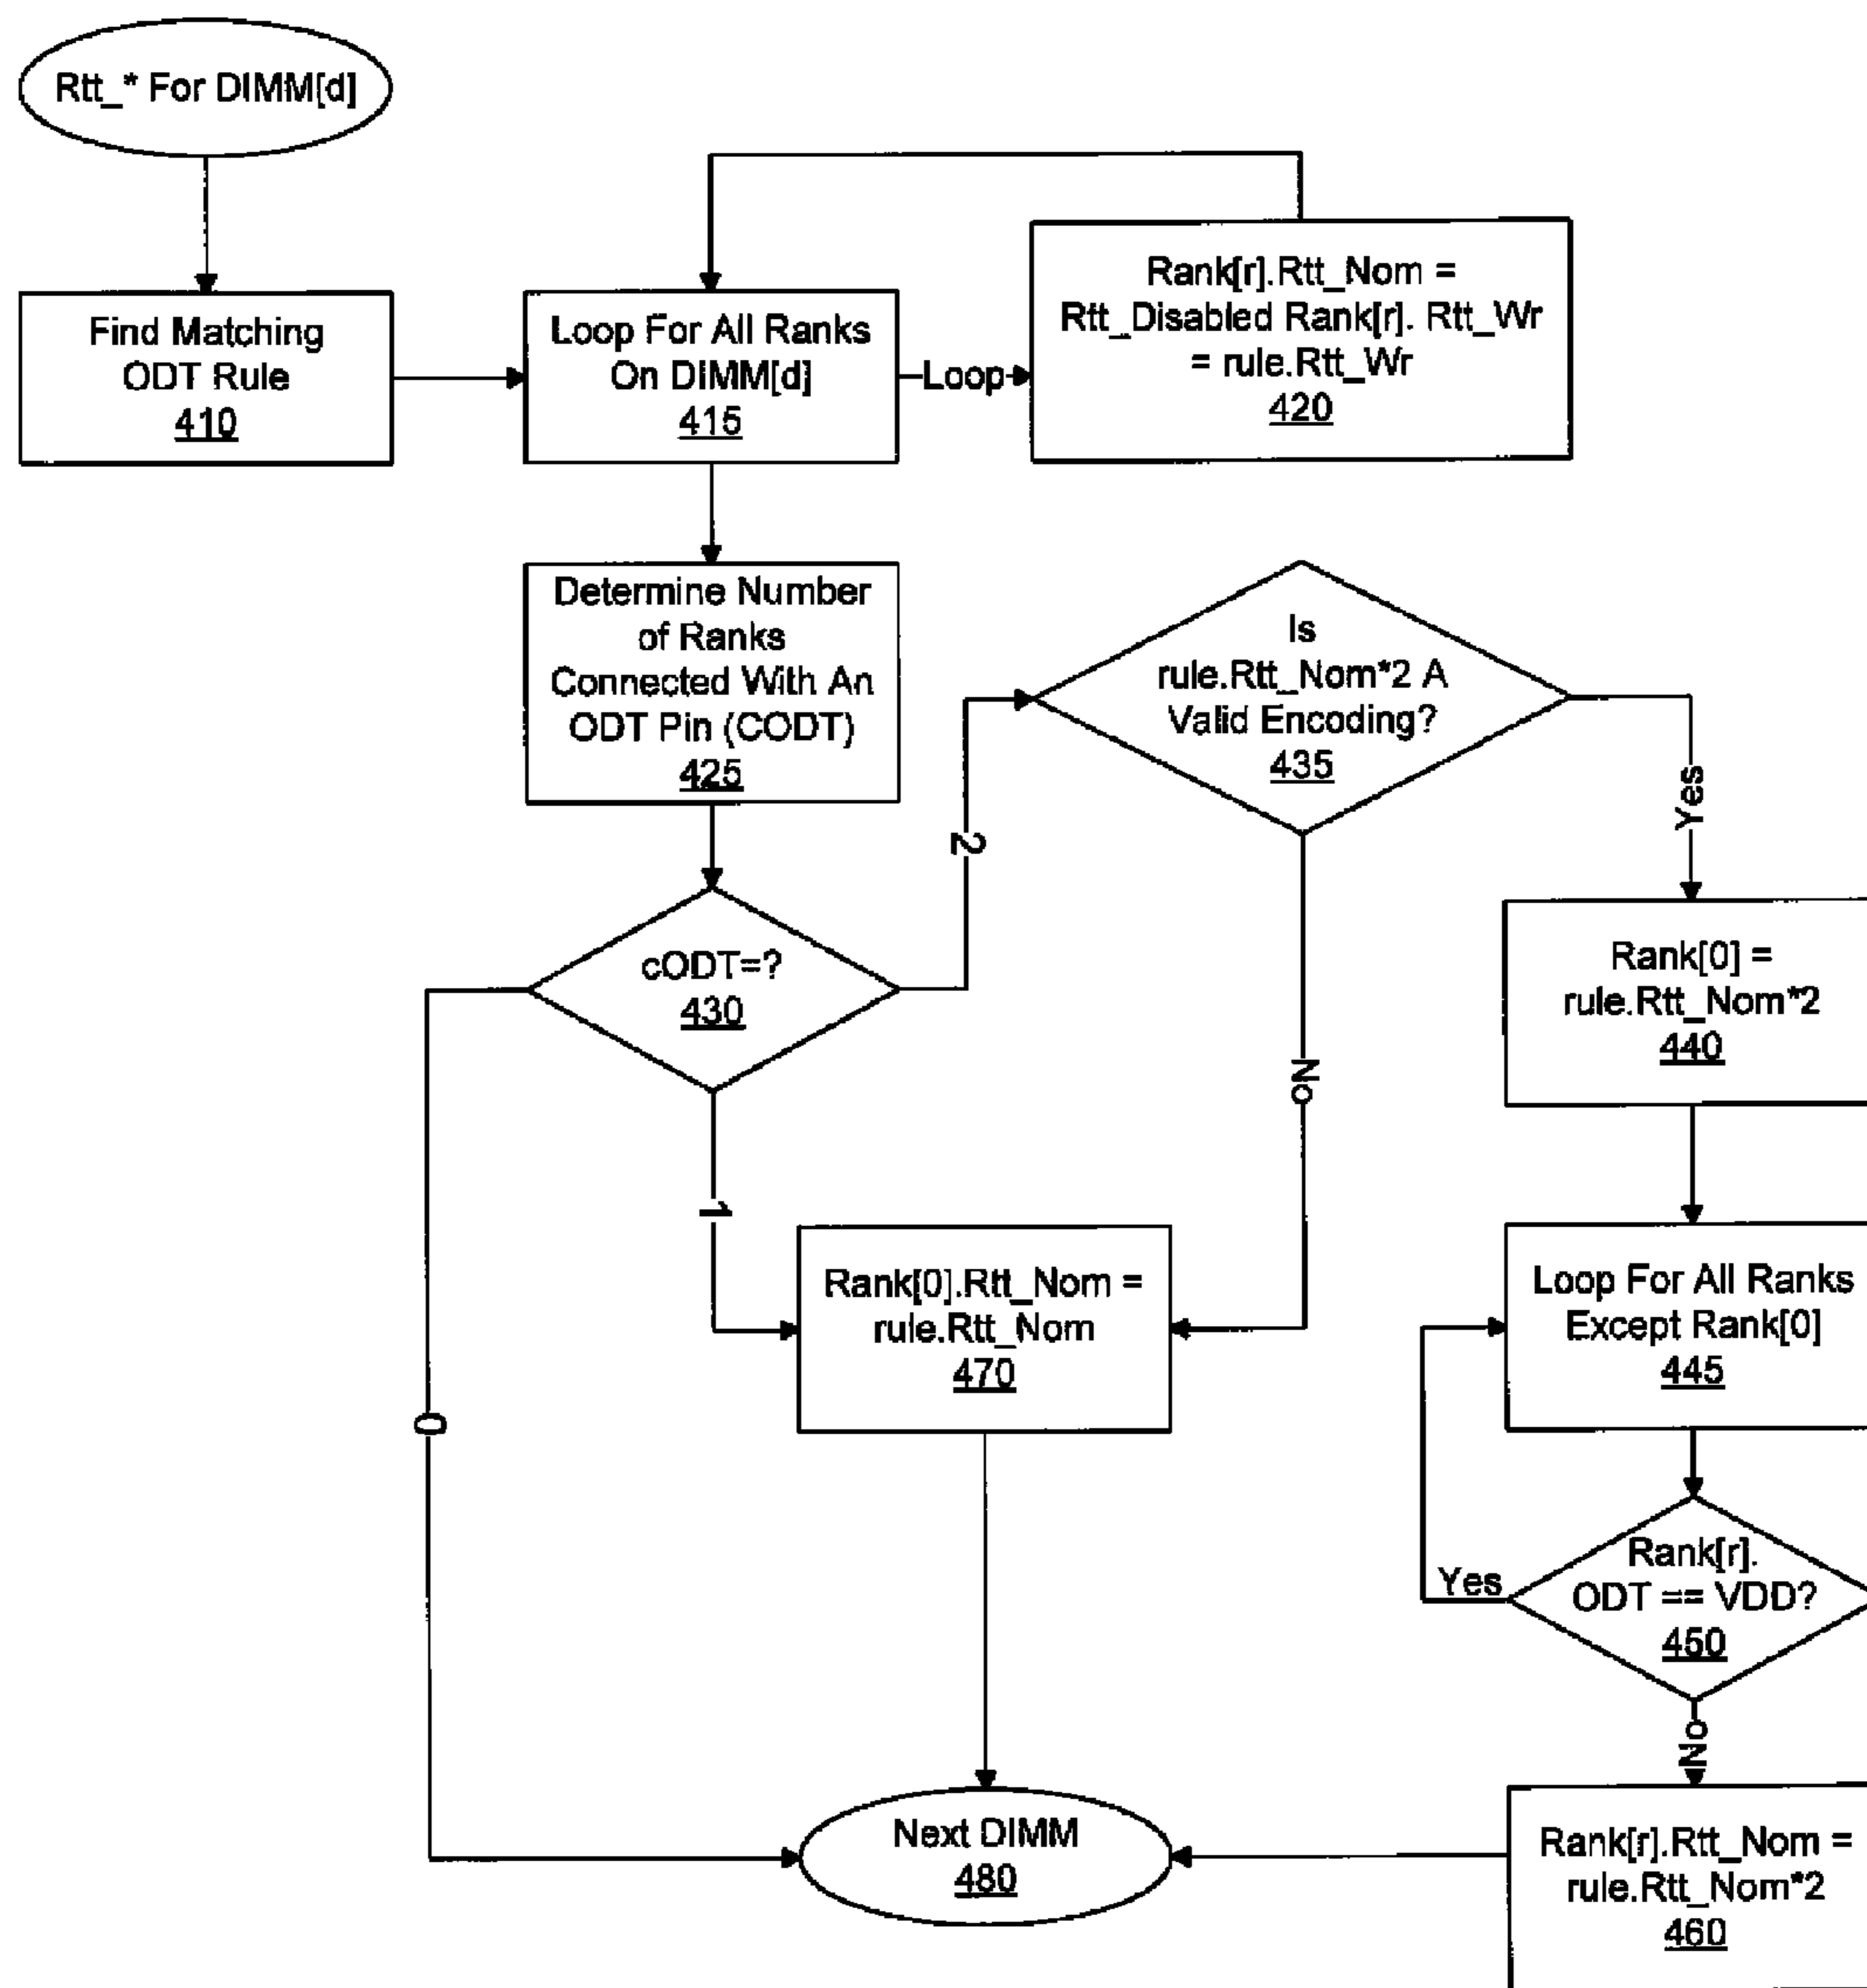 Rtt_* For DIMM[d]
Find Matching
ODT Rule
410
Loop For All Ranks
On DIMM[d]
415
Loop
Rank[r].Rtt_Nom =
Rtt_Disabled Rank[r]. Rtt_Wr
= rule.Rtt_Wr
420
Determine Number
of Ranks
Connected With An
ODT Pin (CODT)
425
cODT=?
430
2
1
0
Is
rule.Rtt_Nom*2 A
Valid Encoding?
435
Yes
No
Rank[0] =
rule.Rtt_Nom*2
440
Loop For All Ranks
Except Rank[0]
445
Rank[r].
ODT == VDD?
450
Yes
No
Rank[r].Rtt_Nom =
rule.Rtt_Nom*2
460
Rank[0].Rtt_Nom =
rule.Rtt_Nom
470
Next DIMM
480